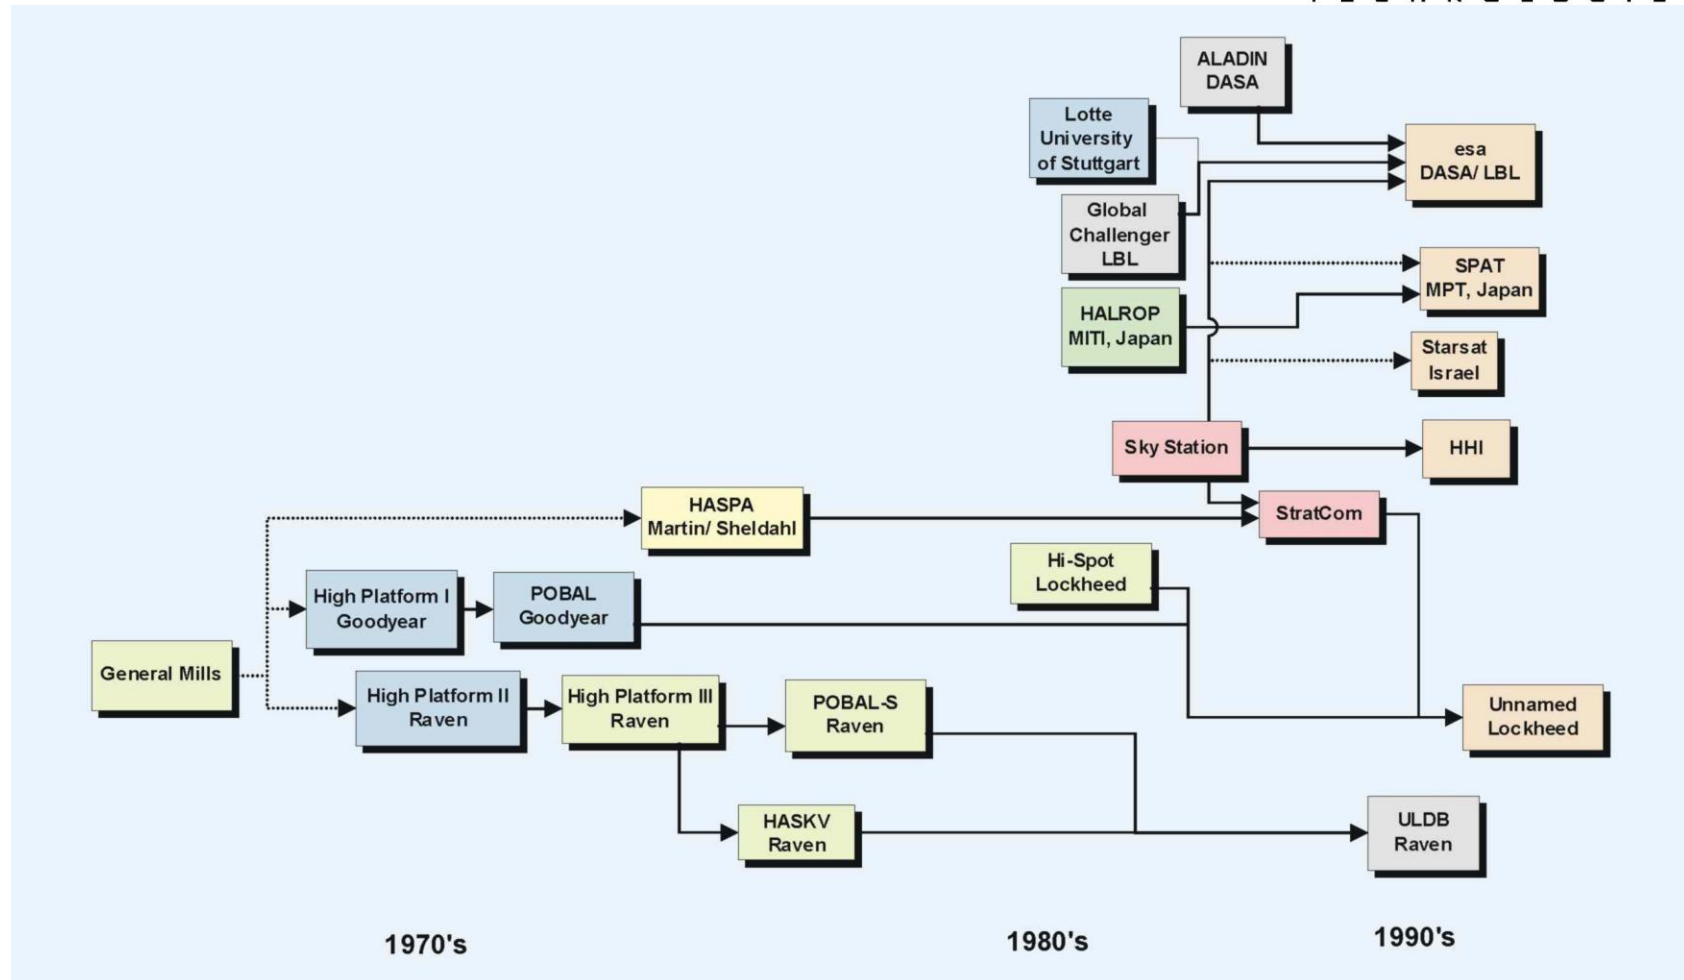 ALADIN
DASA
Lotte
University
of Stuttgart
esa
DASA/ LBL
Global
Challenger
LBL
SPAT
MPT, Japan
HALROP
MITI, Japan
Starsat
Israel
Sky Station
HHI
HASPA
Martin/ Sheldahl
StratCom
Hi-Spot
Lockheed
High Platform I
Goodyear
POBAL
Goodyear
General Mills
High Platform II
Raven
High Platform III
Raven
POBAL-S
Raven
Unnamed
Lockheed
HASKV
Raven
ULDB
Raven
1970's
1980's
1990's